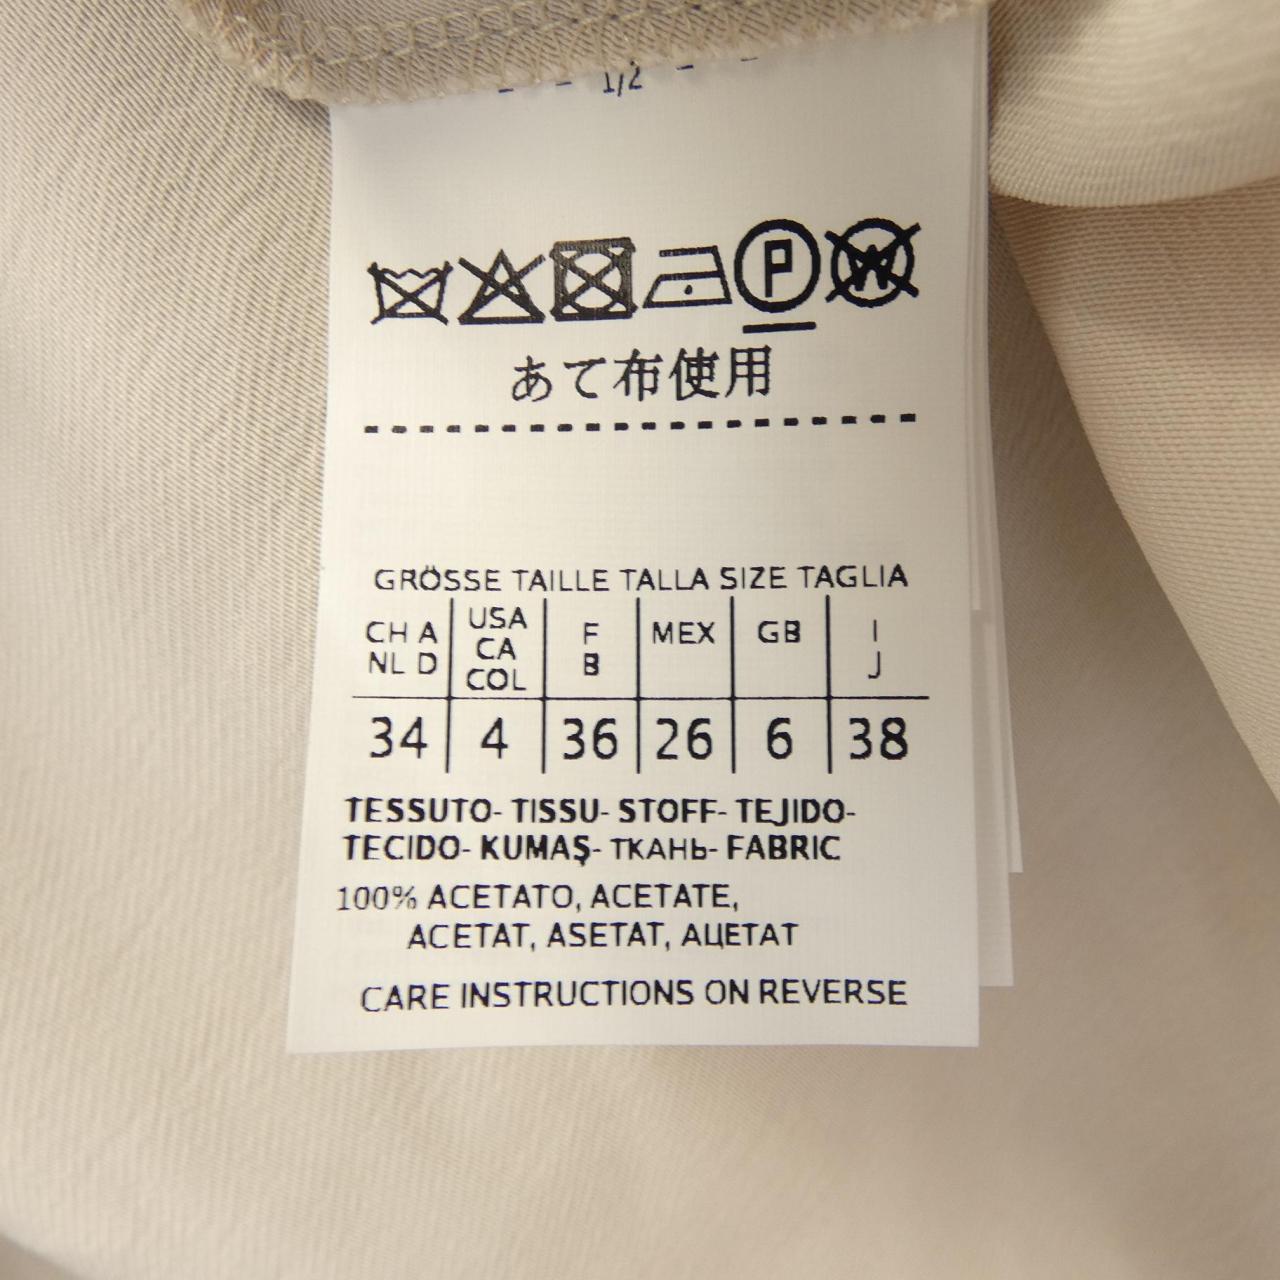 - - 1/2 - -
P W
あて布使用
GRÖSSE TAILLE TALLA SIZE TAGLIA
CH A NL D USA CA COL F B MEX GB I J
34 4 36 26 6 38
TESSUTO- TISSU- STOFF- TEJIDO-
TECIDO- KUMAŞ- ТКАНЬ- FABRIC
100% ACETATO, ACETATE,
ACETAT, ASETAT, АЦЕТАТ
CARE INSTRUCTIONS ON REVERSE